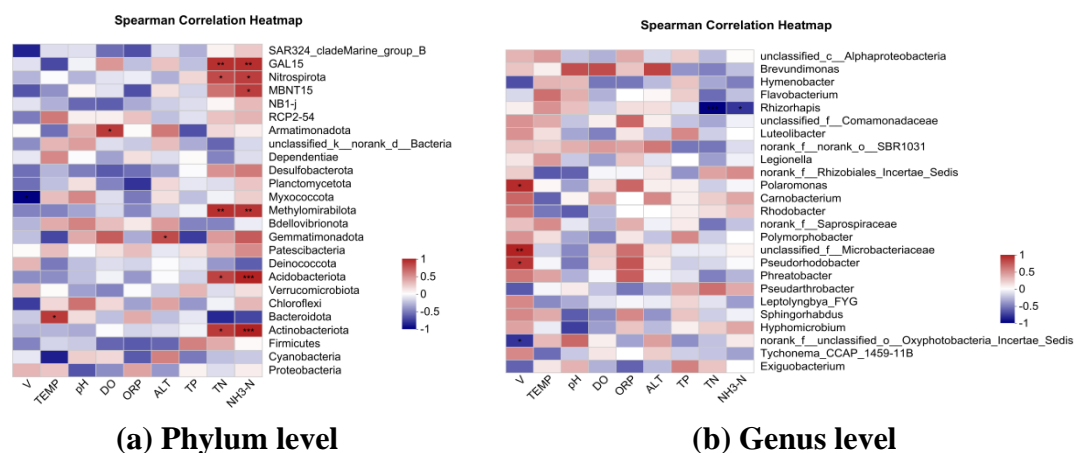 Spearman Correlation Heatmap
SAR324_cladeMarine_group_B
GAL15
Nitrospirota
MBNT15
NB1-j
RCP2-54
Armatimonadota
unclassified_k__norank_d__Bacteria
Dependentiae
Desulfobacterota
Planctomycetota
Myxococcota
Methylomirabilota
Bdellovibrionota
Gemmatimonadota
Patescibacteria
Deinococcota
Acidobacteriota
Verrucomicrobiota
Chloroflexi
Bacteroidota
Actinobacteriota
Firmicutes
Cyanobacteria
Proteobacteria
V
TEMP
pH
DO
ORP
ALT
TP
TN
NH3-N
1
0.5
0
-0.5
-1
(a) Phylum level
Spearman Correlation Heatmap
unclassified_c__Alphaproteobacteria
Brevundimonas
Hymenobacter
Flavobacterium
Rhizorhapis
unclassified_f__Comamonadaceae
Luteolibacter
norank_f__norank_o__SBR1031
Legionella
norank_f__Rhizobiales_Incertae_Sedis
Polaromonas
Carnobacterium
Rhodobacter
norank_f__Saprospiraceae
Polymorphobacter
unclassified_f__Microbacteriaceae
Pseudorhodobacter
Phreatobacter
Pseudarthrobacter
Leptolyngbya_FYG
Sphingorhabdus
Hyphomicrobium
norank_f__unclassified_o__Oxyphotobacteria_Incertae_Sedis
Tychonema_CCAP_1459-11B
Exiguobacterium
V
TEMP
pH
DO
ORP
ALT
TP
TN
NH3-N
1
0.5
0
-0.5
-1
(b) Genus level